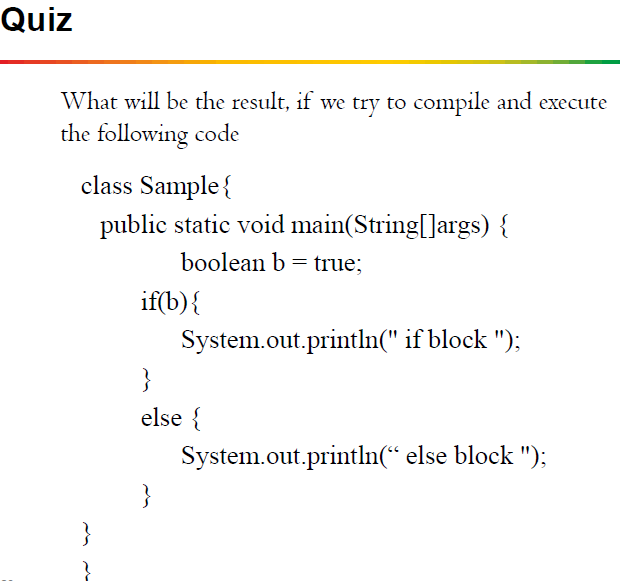 Quiz
What will be the result, if we try to compile and execute
the following code
class Sample{
public static void main(String[]args) {
boolean b = true;
if(b){
System.out.println(" if block ");
}
else {
System.out.println(“ else block ");
}
}
}